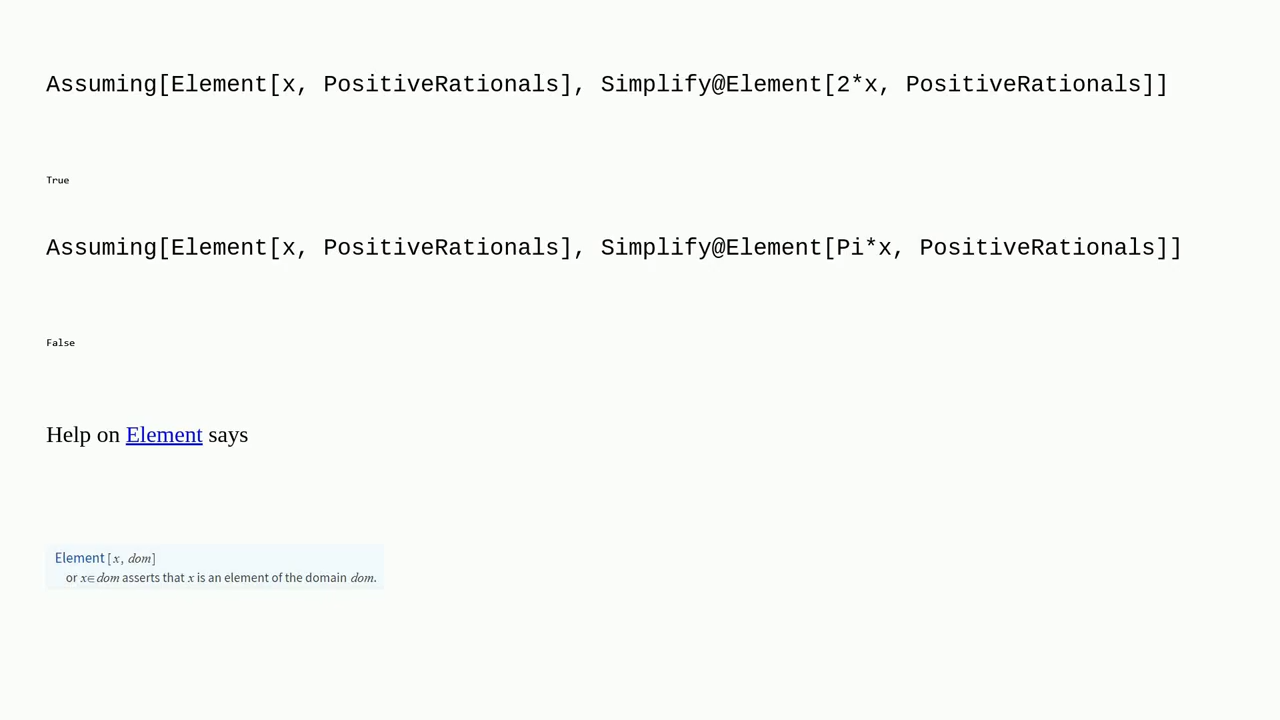 Assuming[Element[x, PositiveRationals], Simplify@Element[2*x, PositiveRationals]]
True
Assuming[Element[x, PositiveRationals], Simplify@Element[Pi*x, PositiveRationals]]
False
Help on Element says
Element[x, dom]
or x∈dom asserts that x is an element of the domain dom.